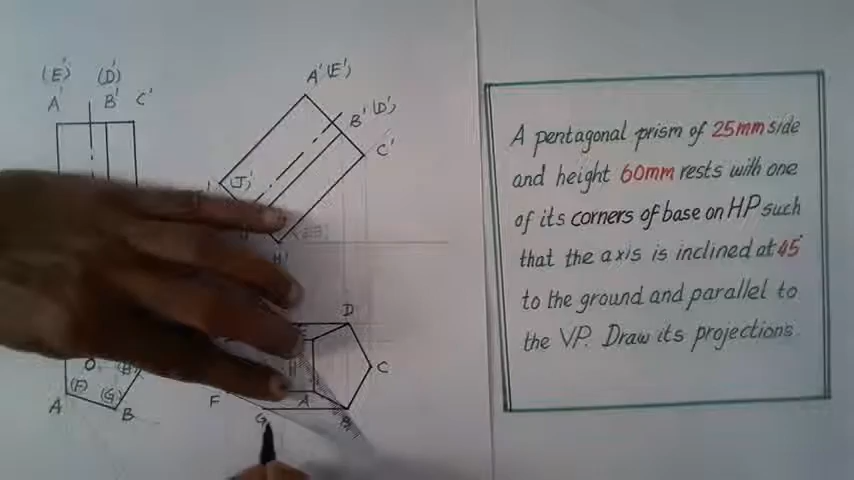 (E') (D')
A' B' C'
A'(E')
B'(D')
C'
(J')
H'
D
O
C
(F)
(G)
A B
F
A
G
B
A pentagonal prism of 25mm side
and height 60mm rests with one
of its corners of base on HP such
that the axis is inclined at 45°
to the ground and parallel to
the VP. Draw its projections.